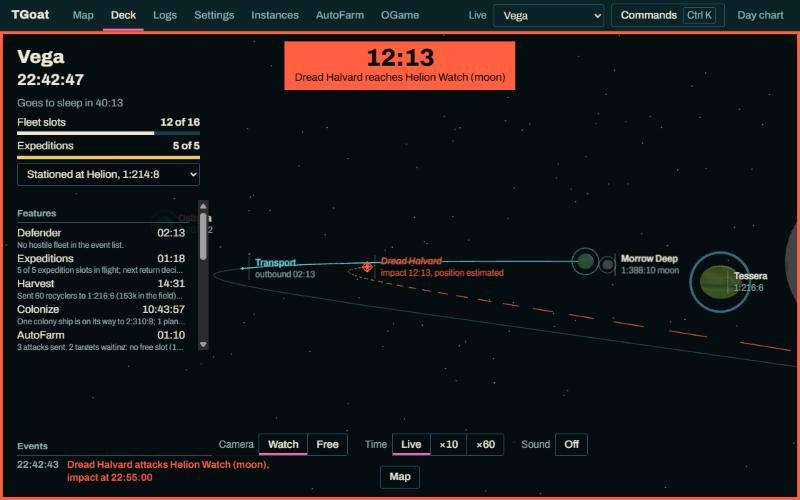 TGoat Map Deck Logs Settings Instances AutoFarm OGame Live Vega Commands Ctrl K Day chart
Vega
22:42:47
Goes to sleep in 40:13
Fleet slots 12 of 16
Expeditions 5 of 5
Stationed at Helion, 1:214:8
12:13
Dread Halvard reaches Helion Watch (moon)
Features
Defender 02:13
No hostile fleet in the event list.
Expeditions 01:18
5 of 5 expedition slots in flight; next return deci...
Harvest 14:31
Sent 60 recyclers to 1:216:6 (153k in the field)...
Colonize 10:43:57
One colony ship is on its way to 2:310:8; 1 plan...
AutoFarm 01:10
3 attacks sent, 2 targets waiting: no free slot (1...
Transport
outbound 02:13
Dread Halvard
impact 12:13, position estimated
Morrow Deep
1:388:10 moon
Tessera
1:216:6
Camera Watch Free Time Live ×10 ×60 Sound Off
Map
Events
22:42:43 Dread Halvard attacks Helion Watch (moon),
impact at 22:55:00